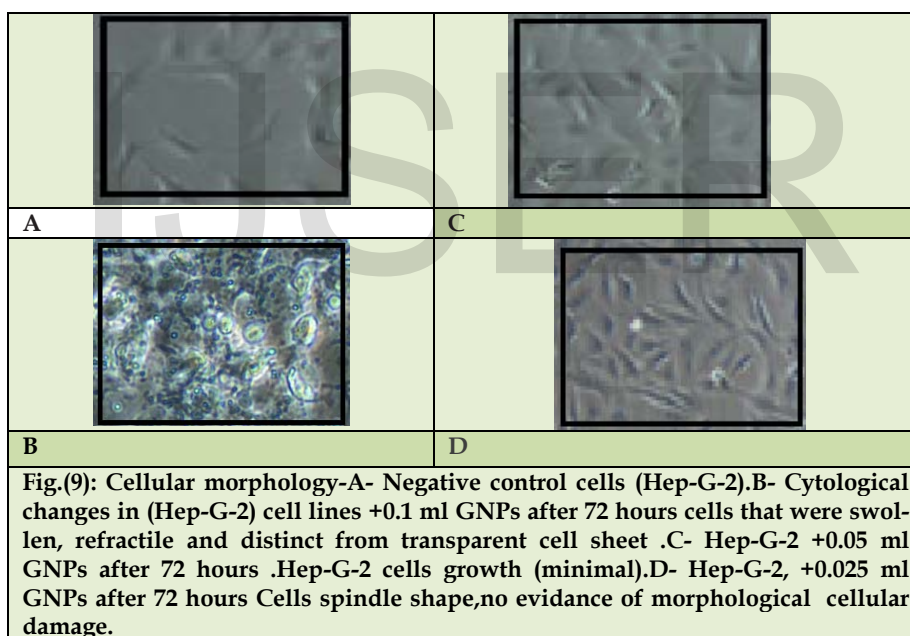 IJSER
A
C
B
D
Fig.(9): Cellular morphology-A- Negative control cells (Hep-G-2).B- Cytological
changes in (Hep-G-2) cell lines +0.1 ml GNPs after 72 hours cells that were swol-
len, refractile and distinct from transparent cell sheet .C- Hep-G-2 +0.05 ml
GNPs after 72 hours .Hep-G-2 cells growth (minimal).D- Hep-G-2, +0.025 ml
GNPs after 72 hours Cells spindle shape,no evidance of morphological cellular
damage.